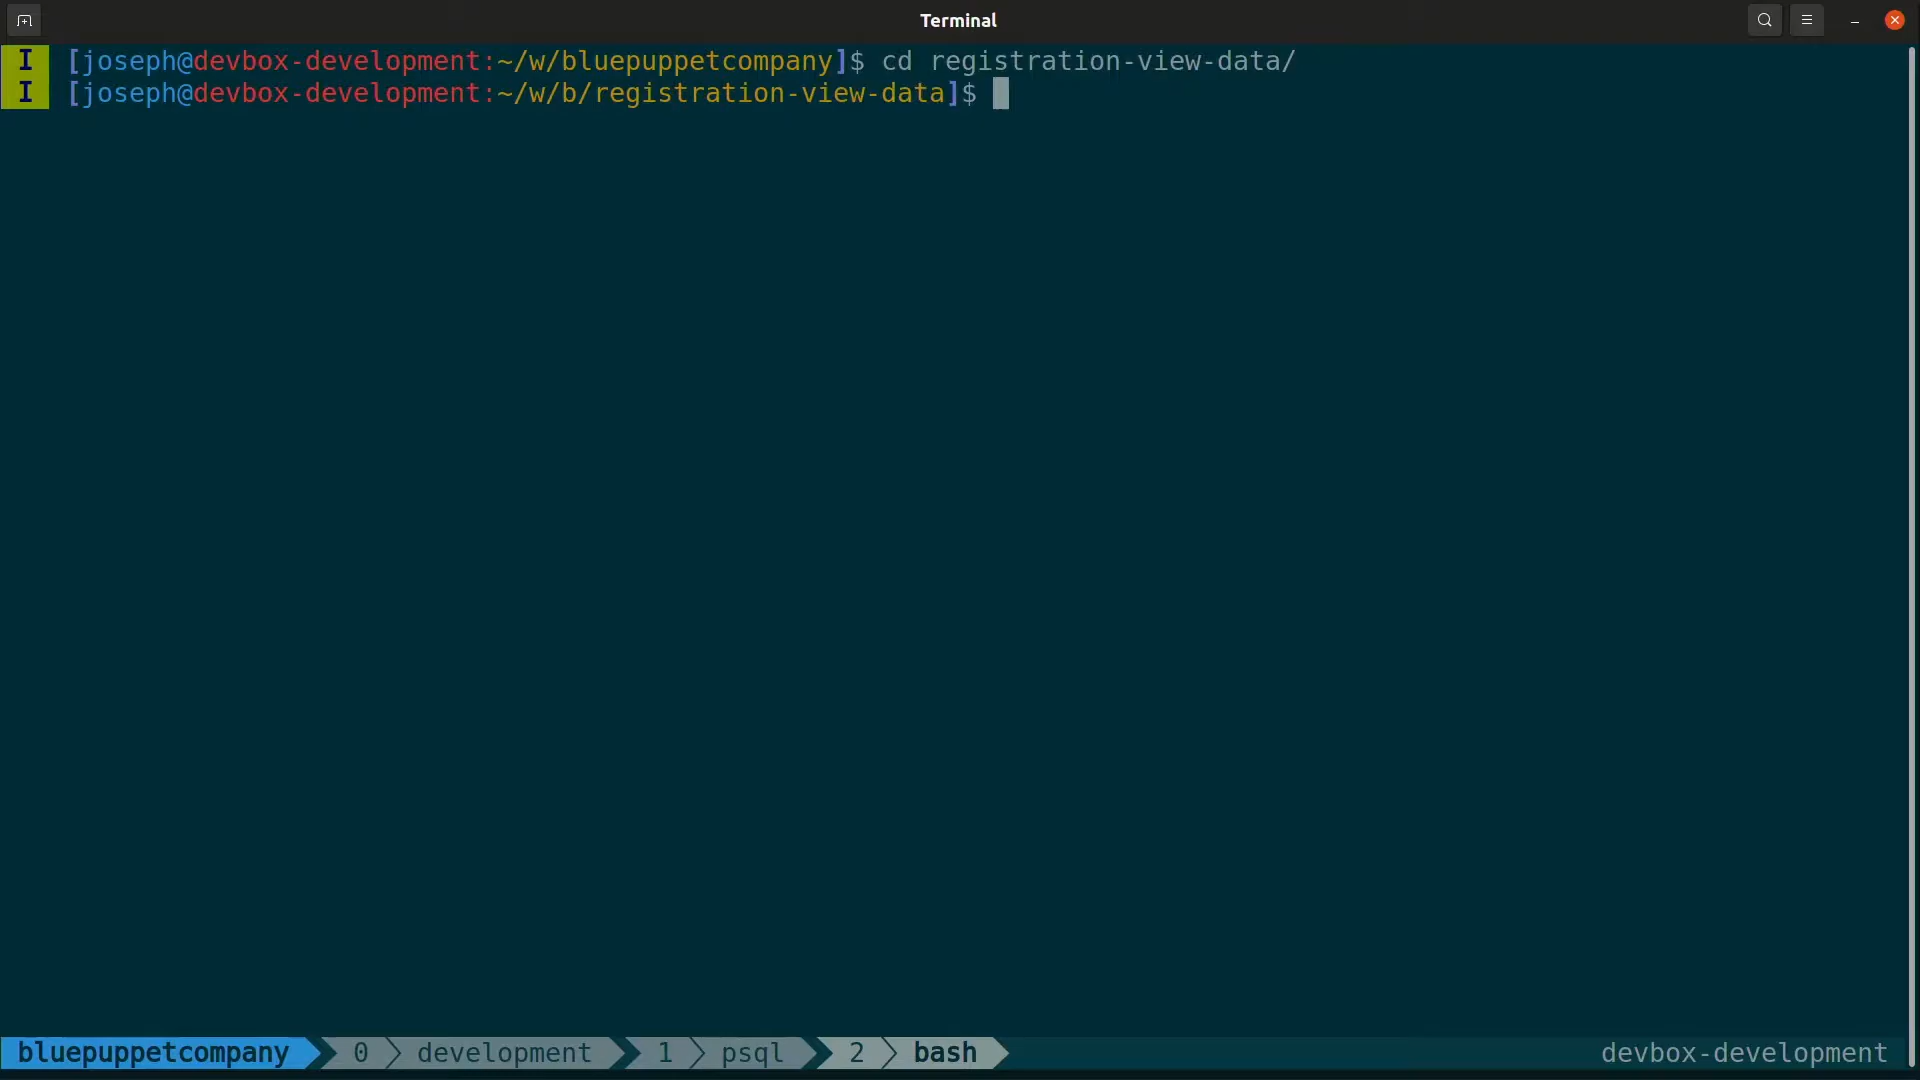 Terminal
I [joseph@devbox-development:~/w/bluepuppetcompany]$ cd registration-view-data/
I [joseph@devbox-development:~/w/b/registration-view-data]$
bluepuppetcompany 0 development 1 psql 2 bash devbox-development